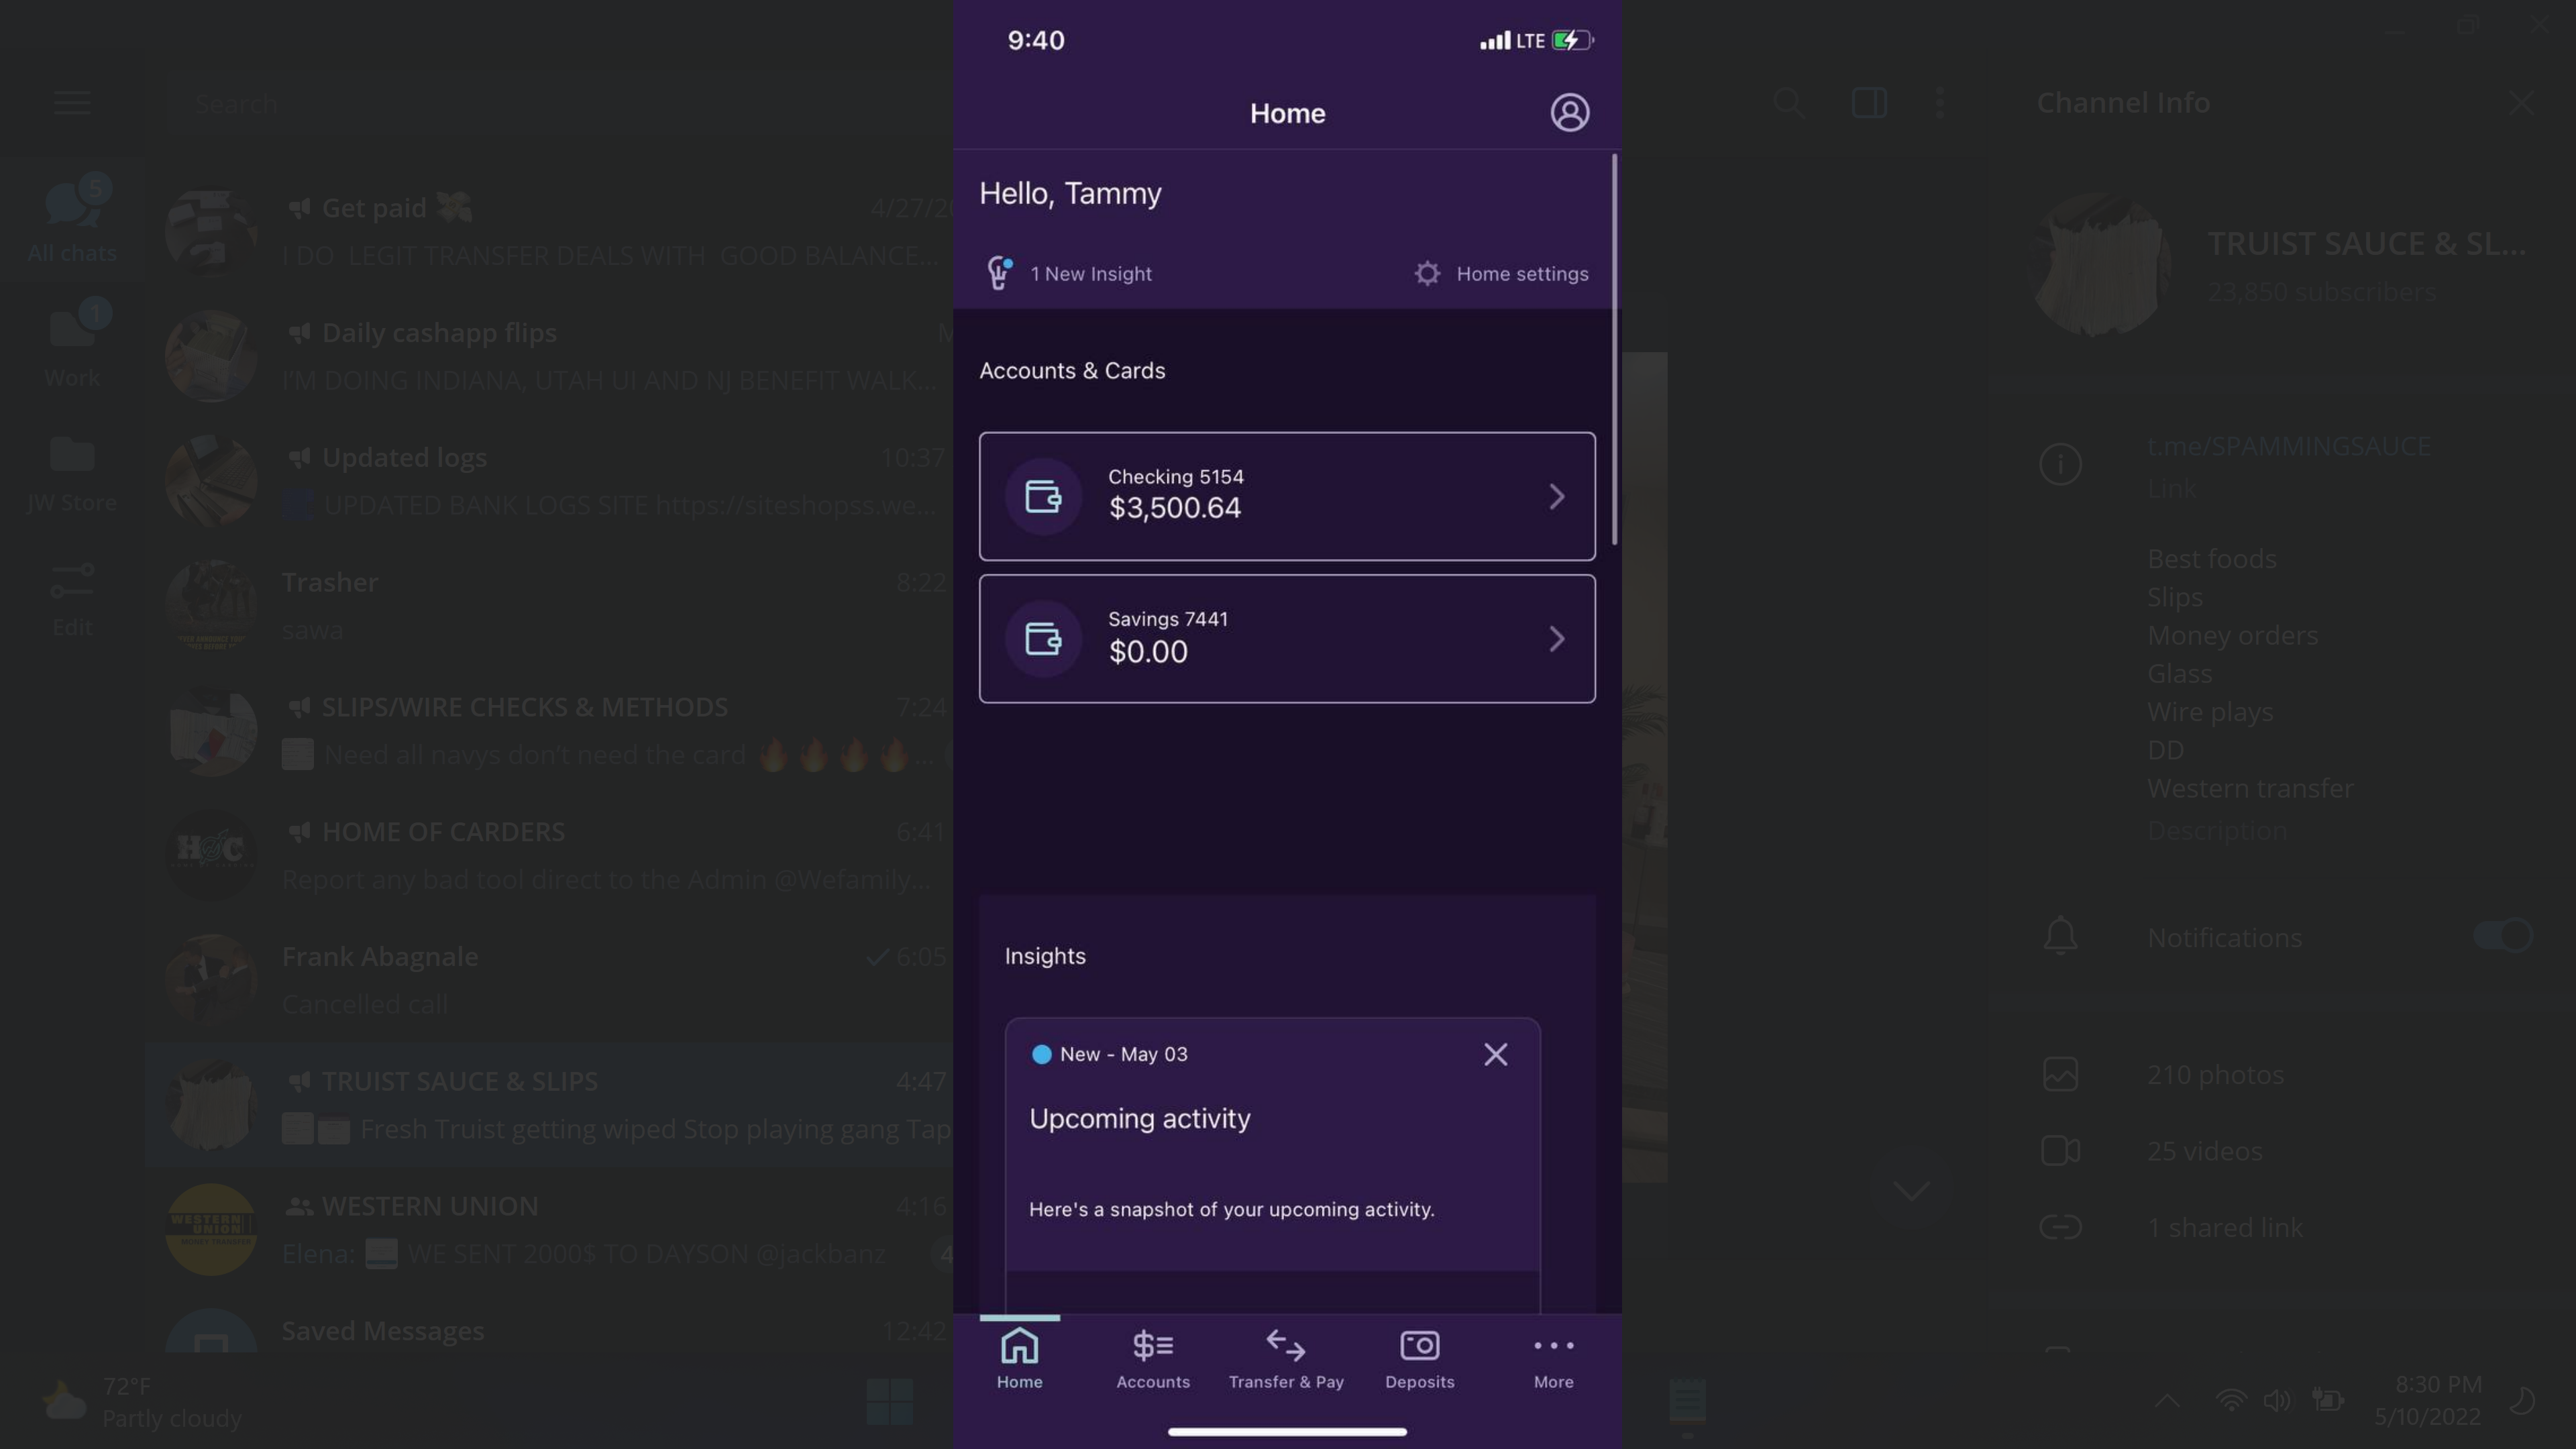 Search
All chats
5
Work
1
JW Store
Edit
Get paid
4/27/20
I DO LEGIT TRANSFER DEALS WITH GOOD BALANCE...
Daily cashapp flips
M
I'M DOING INDIANA, UTAH UI AND NJ BENEFIT WALK...
Updated logs
10:37
UPDATED BANK LOGS SITE https://siteshopss.we...
Trasher
8:22
sawa
SLIPS/WIRE CHECKS & METHODS
7:24
Need all navys don't need the card 🔥🔥🔥🔥...
HOME OF CARDERS
6:41
Report any bad tool direct to the Admin @Wefamily...
HOC
Frank Abagnale
6:05
Cancelled call
TRUIST SAUCE & SLIPS
4:47
Fresh Truist getting wiped Stop playing gang Tap
WESTERN UNION
4:16
Elena: WE SENT 2000$ TO DAYSON @jackbanz
4
WESTERN
UNION
MONEY TRANSFER
Saved Messages
12:42
72°F
Partly cloudy
9:40
LTE
Home
Hello, Tammy
1 New Insight
Home settings
Accounts & Cards
Checking 5154
$3,500.64
Savings 7441
$0.00
Insights
New - May 03
Upcoming activity
Here's a snapshot of your upcoming activity.
Home
Accounts
Transfer & Pay
Deposits
More
Channel Info
TRUIST SAUCE & SL...
23,850 subscribers
t.me/SPAMMINGSAUCE
Link
Best foods
Slips
Money orders
Glass
Wire plays
DD
Western transfer
Description
Notifications
210 photos
25 videos
1 shared link
8:30 PM
5/10/2022